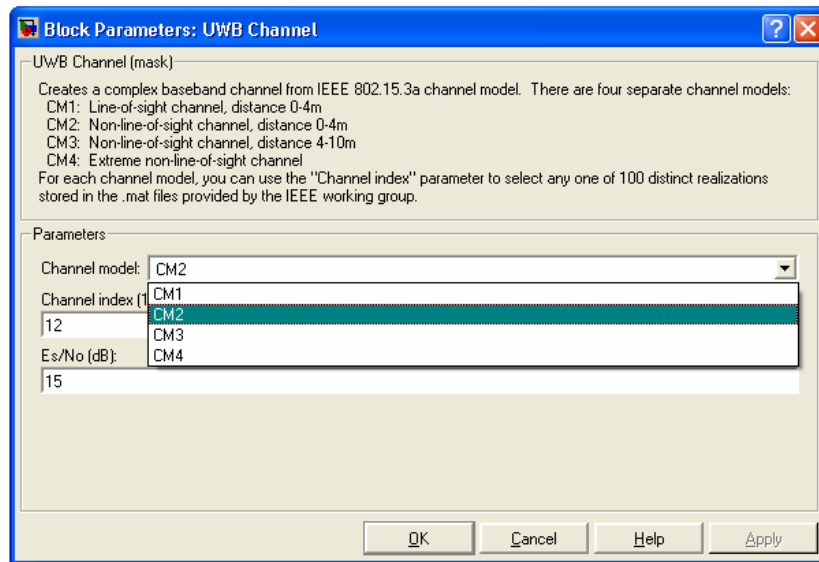 Block Parameters: UWB Channel
UWB Channel (mask)
Creates a complex baseband channel from IEEE 802.15.3a channel model. There are four separate channel models:
CM1: Line-of-sight channel, distance 0-4m
CM2: Non-line-of-sight channel, distance 0-4m
CM3: Non-line-of-sight channel, distance 4-10m
CM4: Extreme non-line-of-sight channel
For each channel model, you can use the "Channel index" parameter to select any one of 100 distinct realizations
stored in the .mat files provided by the IEEE working group.
Parameters
Channel model: CM2
Channel index (1
CM1
12
CM2
CM3
Es/No (dB):
CM4
15
OK Cancel Help Apply